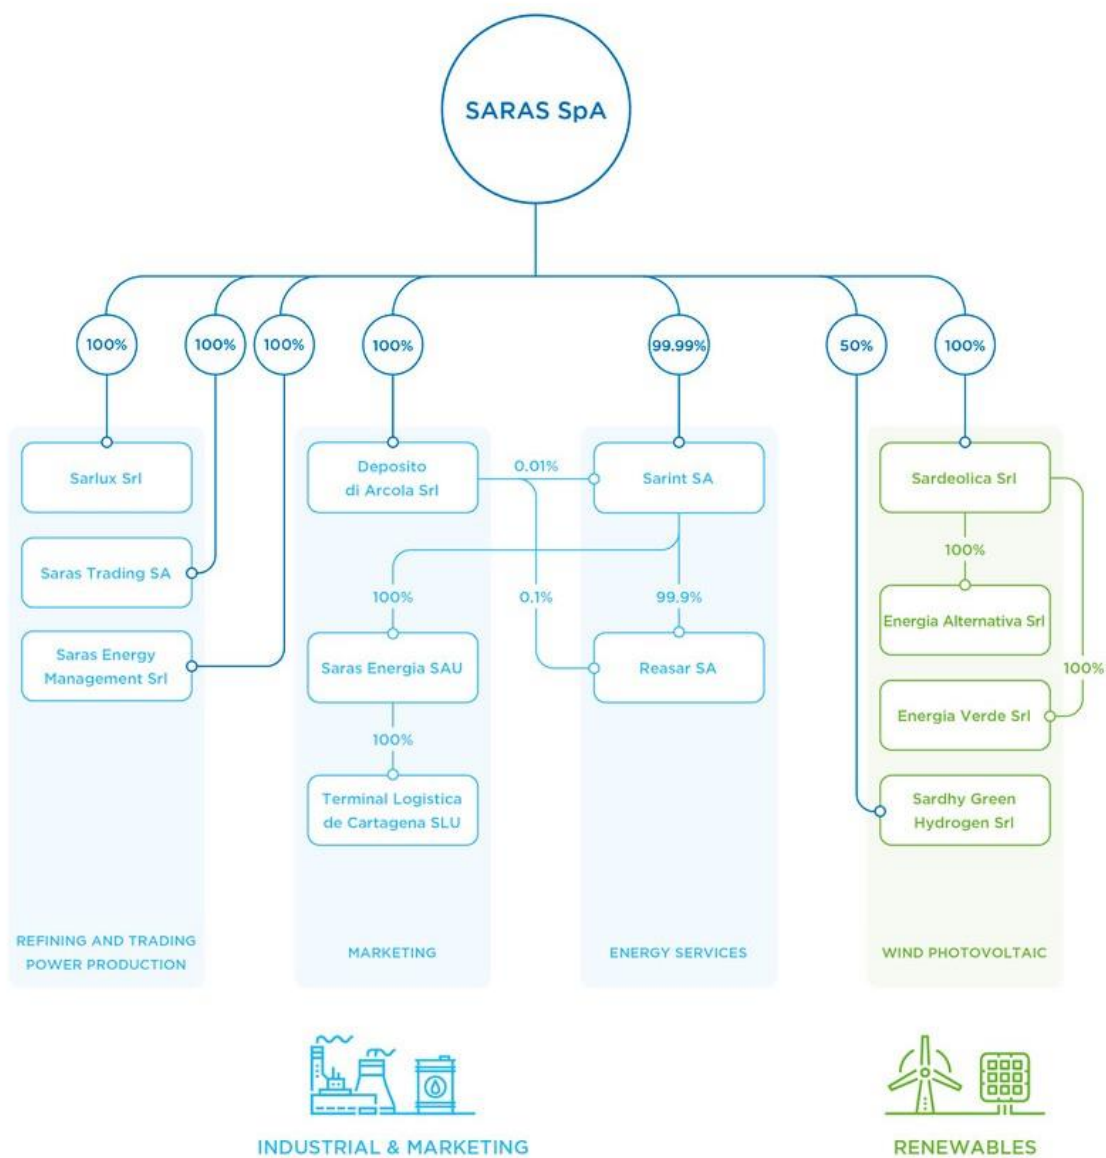 SARAS SpA
100%
100%
100%
100%
99.99%
50%
100%
Sarlux Srl
Saras Trading SA
Saras Energy
Management Srl
REFINING AND TRADING
POWER PRODUCTION
Deposito
di Arcola Srl
0.01%
0.1%
100%
Saras Energia SAU
100%
Terminal Logistica
de Cartagena SLU
MARKETING
Sarint SA
99.9%
Reasar SA
ENERGY SERVICES
Sardeolica Srl
100%
Energia Alternativa Srl
100%
Energia Verde Srl
Sardhy Green
Hydrogen Srl
WIND PHOTOVOLTAIC
INDUSTRIAL & MARKETING
RENEWABLES